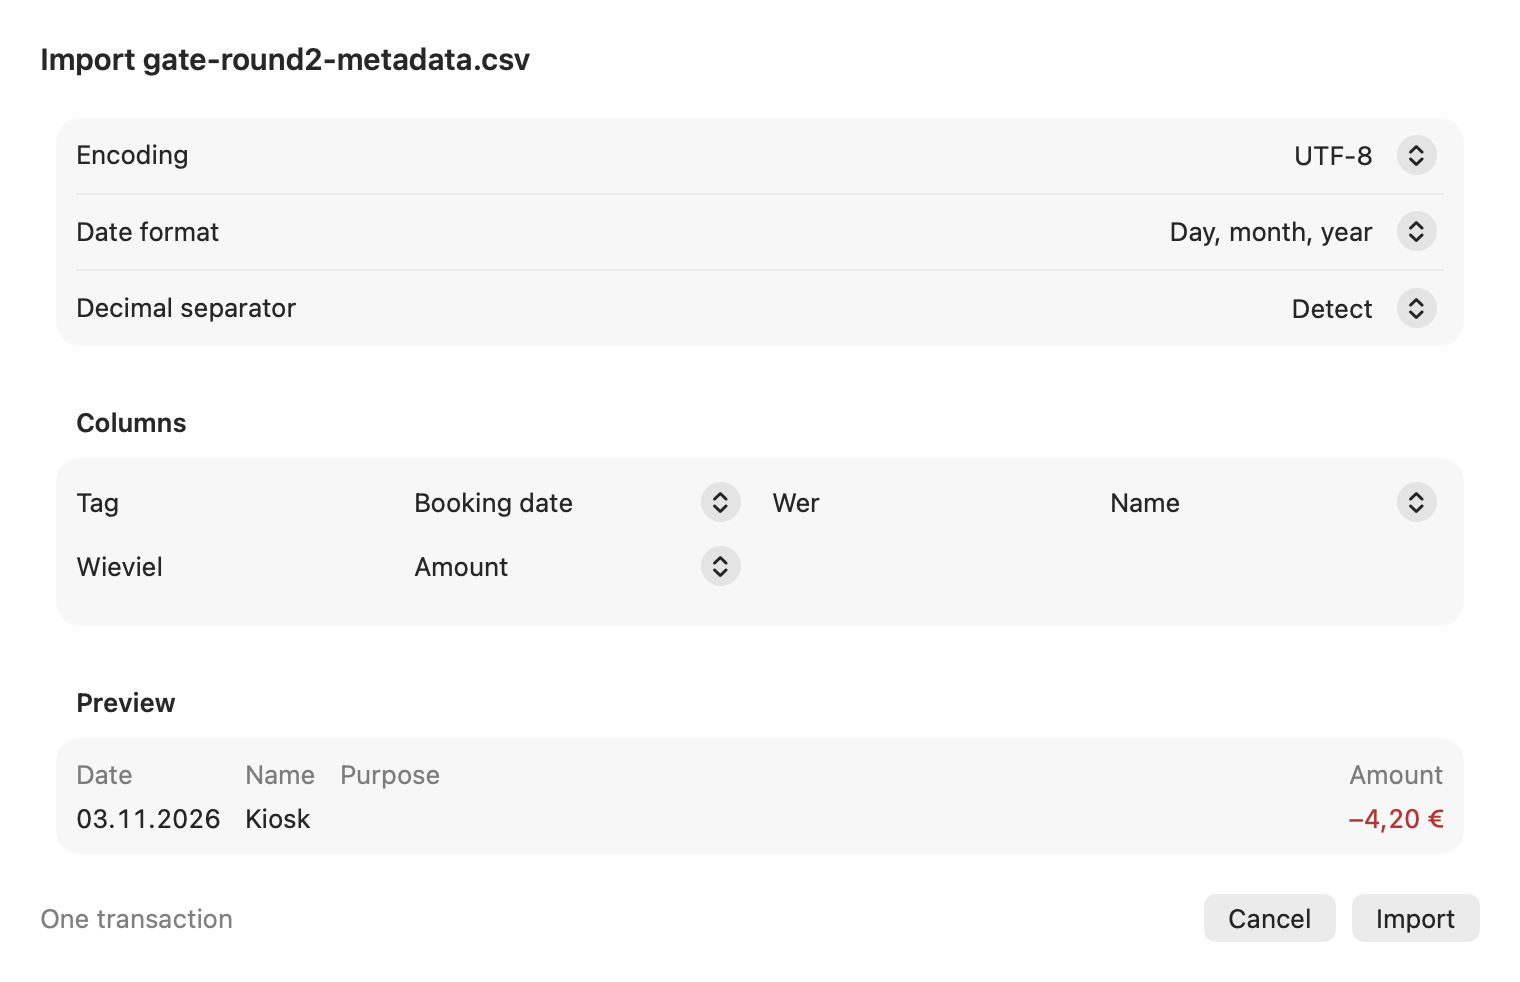 Import gate-round2-metadata.csv
Encoding UTF-8
Date format Day, month, year
Decimal separator Detect
Columns
Tag Booking date Wer Name
Wieviel Amount
Preview
Date Name Purpose Amount
03.11.2026 Kiosk –4,20 €
One transaction Cancel Import